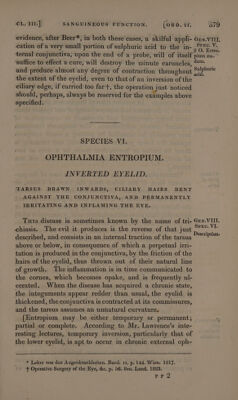 CL. III.] SANGUINEOUS FUNCTION. [ORD. II. 279
evidence, after Beer*, in both these cases, a skilful appli-
cation of a very small portion of sulphuric acid to the in-
ternal conjunctiva, upon the end of a probe, will of itself
suffice to effect a cure, will destroy the minute caruncles,
and produce almost any degree of contraction throughout
the extent of the eyelid, even to that of an inversion of the
ciliary edge, if carried too far †, the operation just noticed
should, perhaps, always be reserved for the examples above
specified.
GEN. VIII.
SPEC. V.
Sulphuric
acid.
SPECIES VI.
OPHTHALMIA ENTROPIUM.
INVERTED EYELID.
TARSUS DRAWN INWARDS, CILIARY HAIRS BENT
AGAINST THE CONJUNCTIVA, AND PERMANENTLY
IRRITATING AND INFLAMING THE EYE.
THIS disease is sometimes known by the name of tri-
chiasis. The evil it produces is the reverse of that just
described, and consists in an internal traction of the tarsus
above or below, in consequence of which a perpetual irri-
tation is produced in the conjunctiva, by the friction of the
hairs of the eyelid, thus thrown out of their natural line
of growth. The inflammation is in time communicated to
the cornea, which becomes opake, and is frequently ul-
cerated. When the disease has acquired a chronic state,
the integuments appear redder than usual, the eyelid is
thickened, the conjunctiva is contracted at its commissures,
and the tarsus assumes an unnatural curvature.
GEN. VIII.
SPEC. VI.
Description.
[Entropium may be either temporary or permanent;
partial or complete. According to Mr. Lawrence's inte-
resting lectures, temporary inversion, particularly that of
the lower eyelid, is apt to occur in chronic external oph-
* Lehre von den Augenkrankheiten. Band. II. p. 144. Wien. 1817.
† Operative Surgery of the Eye, &c. p. 56. 8vo. Lond. 1853.
P P 2